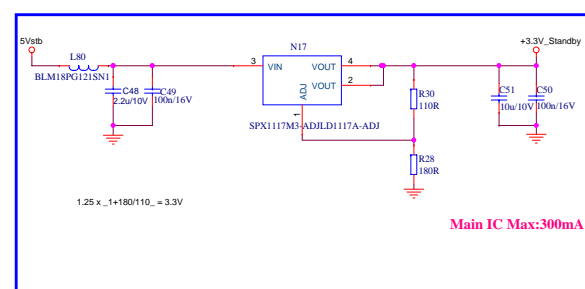 5Vstb
+3.3V_Standby
L80
BLM18PG121SN1
N17
3
VIN
VOUT
4
VOUT
2
ADJ
1
C48
2.2u/10V
C49
100n/16V
SPX1117M3-ADJLD1117A-ADJ
R30
110R
R28
180R
C51
10u/10V
C50
100n/16V
1.25 x _1+180/110_ = 3.3V
Main IC Max:300mA